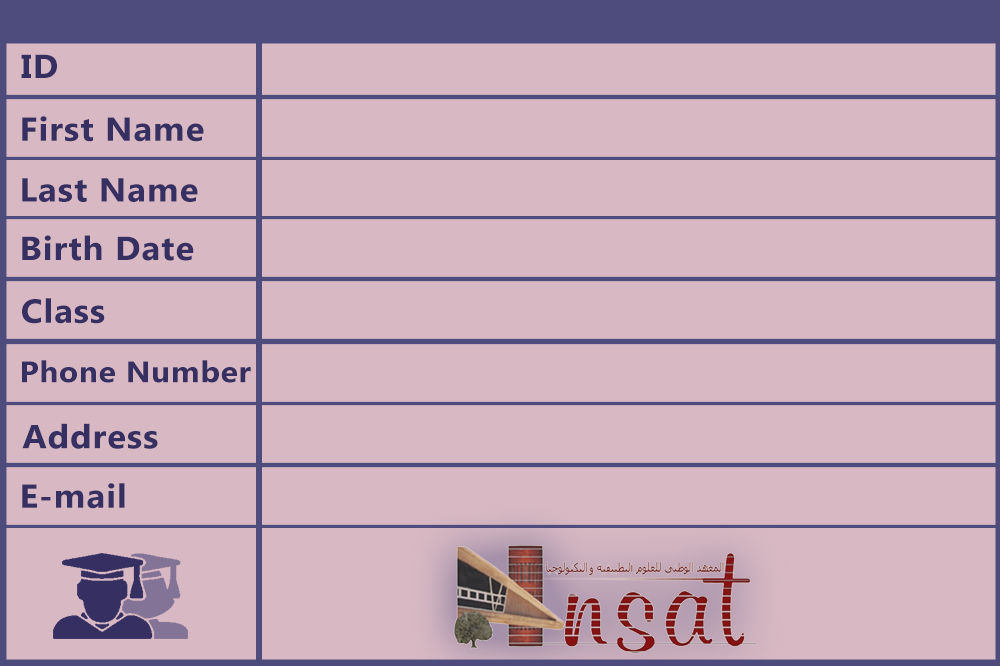 ID
First Name
Last Name
Birth Date
Class
Phone Number
Address
E-mail
المعهد الوطني للعلوم التطبيقية والتكنولوجيا
Insat